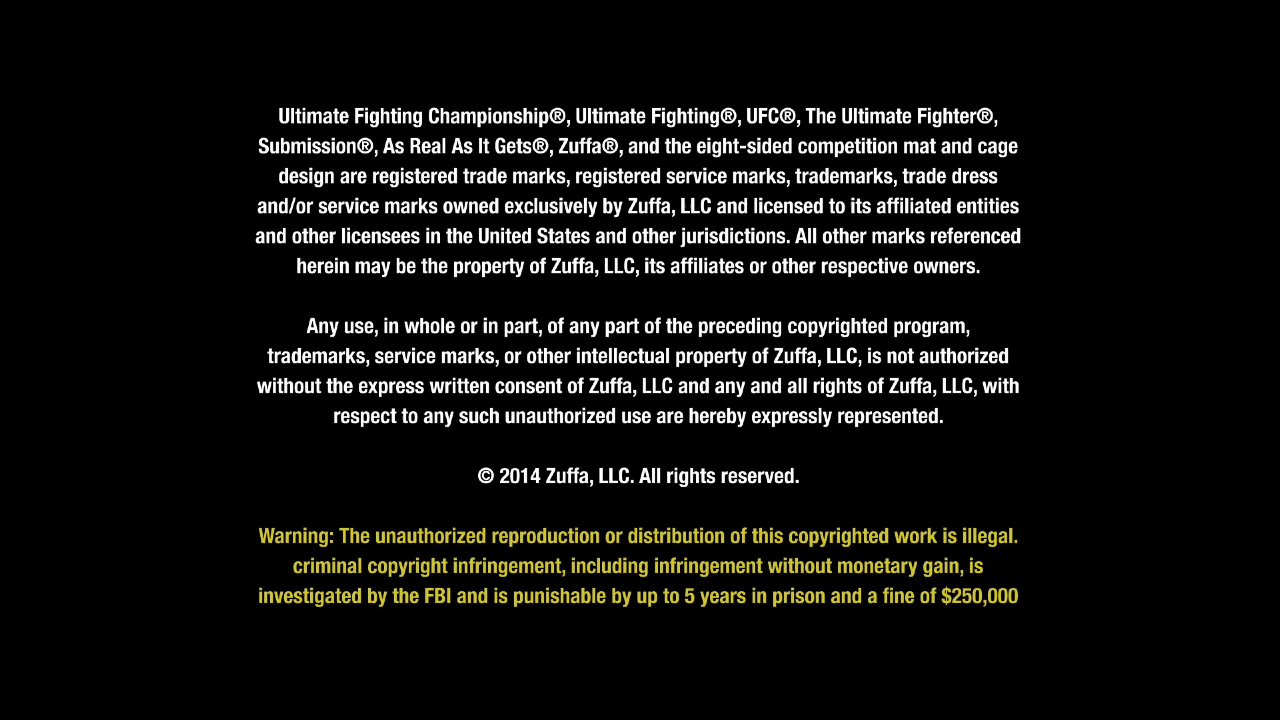 Ultimate Fighting Championship®, Ultimate Fighting®, UFC®, The Ultimate Fighter®,
Submission®, As Real As It Gets®, Zuffa®, and the eight-sided competition mat and cage
design are registered trade marks, registered service marks, trademarks, trade dress
and/or service marks owned exclusively by Zuffa, LLC and licensed to its affiliated entities
and other licensees in the United States and other jurisdictions. All other marks referenced
herein may be the property of Zuffa, LLC, its affiliates or other respective owners.
Any use, in whole or in part, of any part of the preceding copyrighted program,
trademarks, service marks, or other intellectual property of Zuffa, LLC, is not authorized
without the express written consent of Zuffa, LLC and any and all rights of Zuffa, LLC, with
respect to any such unauthorized use are hereby expressly represented.
© 2014 Zuffa, LLC. All rights reserved.
Warning: The unauthorized reproduction or distribution of this copyrighted work is illegal.
criminal copyright infringement, including infringement without monetary gain, is
investigated by the FBI and is punishable by up to 5 years in prison and a fine of $250,000